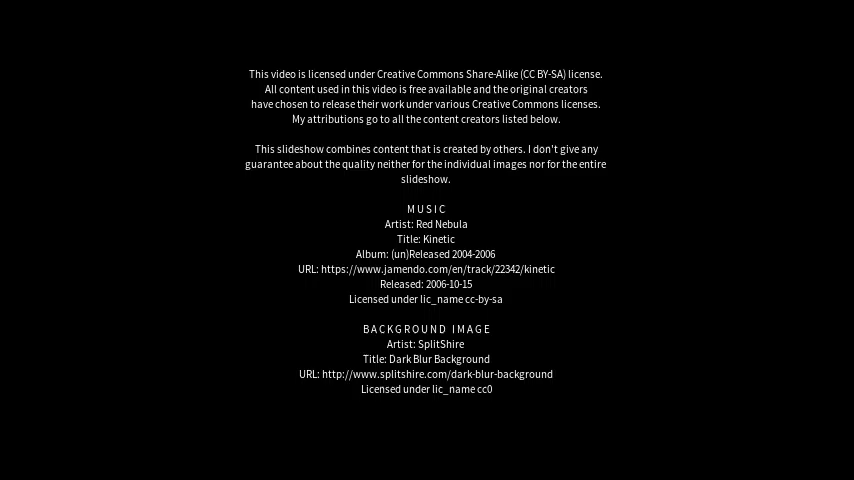 This video is licensed under Creative Commons Share-Alike (CC BY-SA) license.
All content used in this video is free available and the original creators
have chosen to release their work under various Creative Commons licenses.
My attributions go to all the content creators listed below.
This slideshow combines content that is created by others. I don't give any
guarantee about the quality neither for the individual images nor for the entire
slideshow.
MUSIC
Artist: Red Nebula
Title: Kinetic
Album: (un)Released 2004-2006
URL: https://www.jamendo.com/en/track/22342/kinetic
Released: 2006-10-15
Licensed under lic_name cc-by-sa
BACKGROUND IMAGE
Artist: SplitShire
Title: Dark Blur Background
URL: http://www.splitshire.com/dark-blur-background
Licensed under lic_name cc0